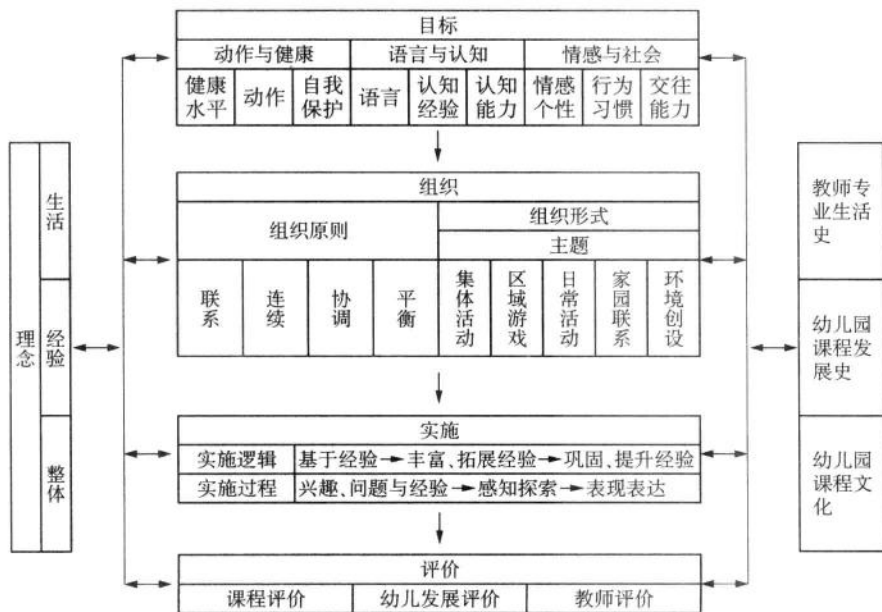 目标
动作与健康 语言与认知 情感与社会
健康水平 动作 自我保护 语言 认知经验 认知能力 情感个性 行为习惯 交往能力
理念
生活
经验
整体
组织
组织原则
组织形式
主题
联系 连续 协调 平衡 集体活动 区域游戏 日常活动 家园联系 环境创设
实施
实施逻辑 基于经验→丰富、拓展经验→巩固、提升经验
实施过程 兴趣、问题与经验→感知探索→表现表达
评价
课程评价 幼儿发展评价 教师评价
教师专
业生活
史
幼儿园
课程发
展史
幼儿园
课程文
化